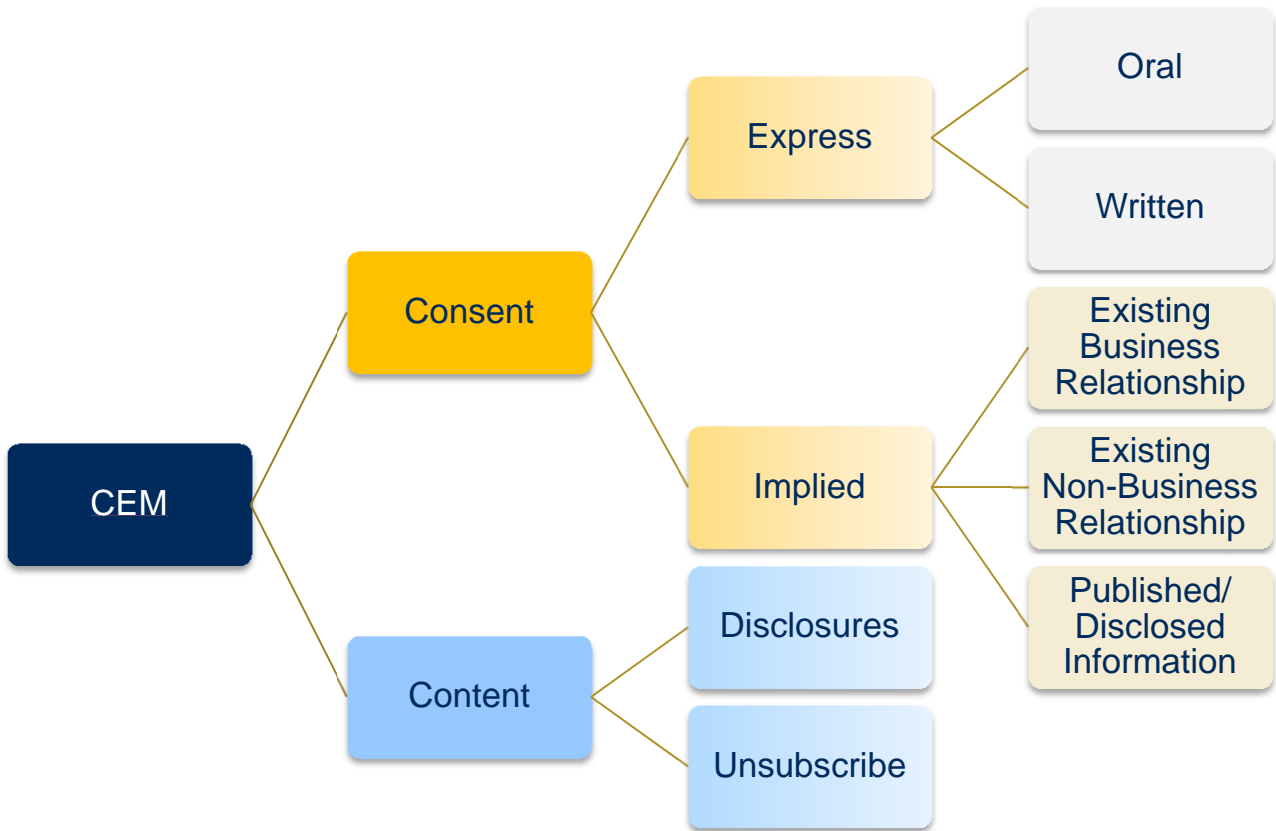 Oral
Express
Written
Consent
Existing
Business
Relationship
CEM
Implied
Existing
Non-Business
Relationship
Disclosures
Published/
Disclosed
Information
Content
Unsubscribe